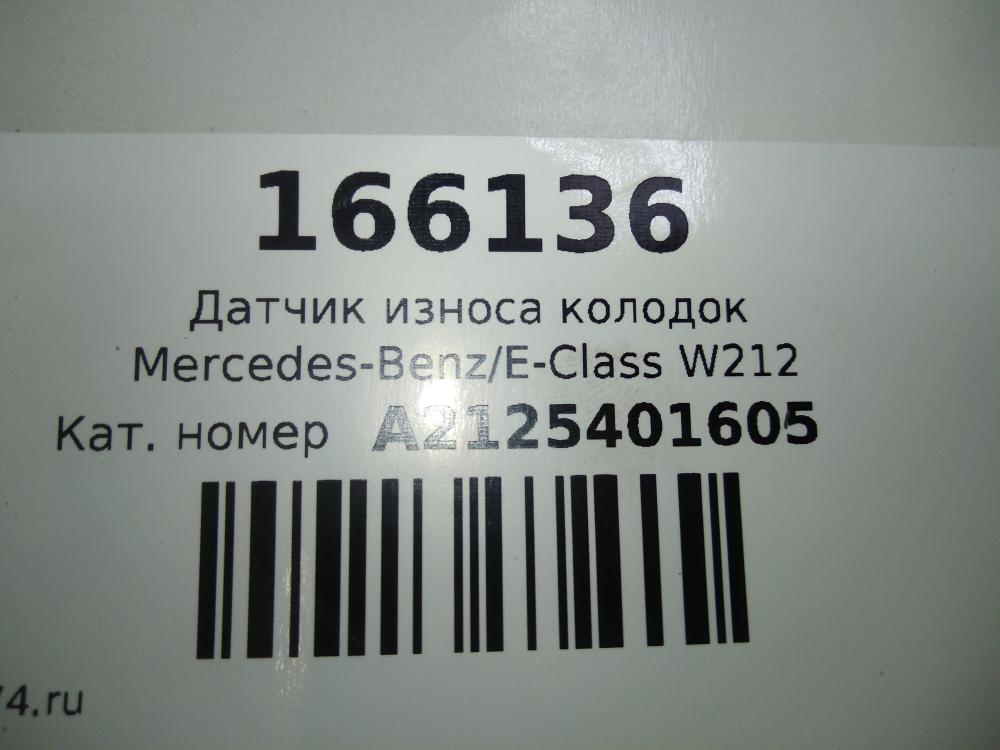 166136
Датчик износа колодок
Mercedes-Benz/E-Class W212
Кат. номер A2125401605
4.ru